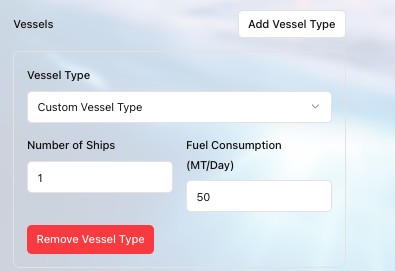 Vessels
Add Vessel Type
Vessel Type
Custom Vessel Type
Number of Ships
Fuel Consumption
(MT/Day)
1
50
Remove Vessel Type